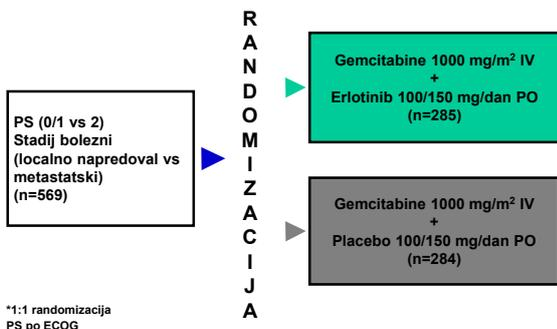 PS (0/1 vs 2)
Stadij bolezni
(localno napredoval vs
metastatski)
(n=569)
R
A
N
D
O
M
I
Z
A
C
I
J
A
Gemcitabine 1000 mg/m² IV
+
Erlotinib 100/150 mg/dan PO
(n=285)
Gemcitabine 1000 mg/m² IV
+
Placebo 100/150 mg/dan PO
(n=284)
*1:1 randomizacija
PS po ECOG